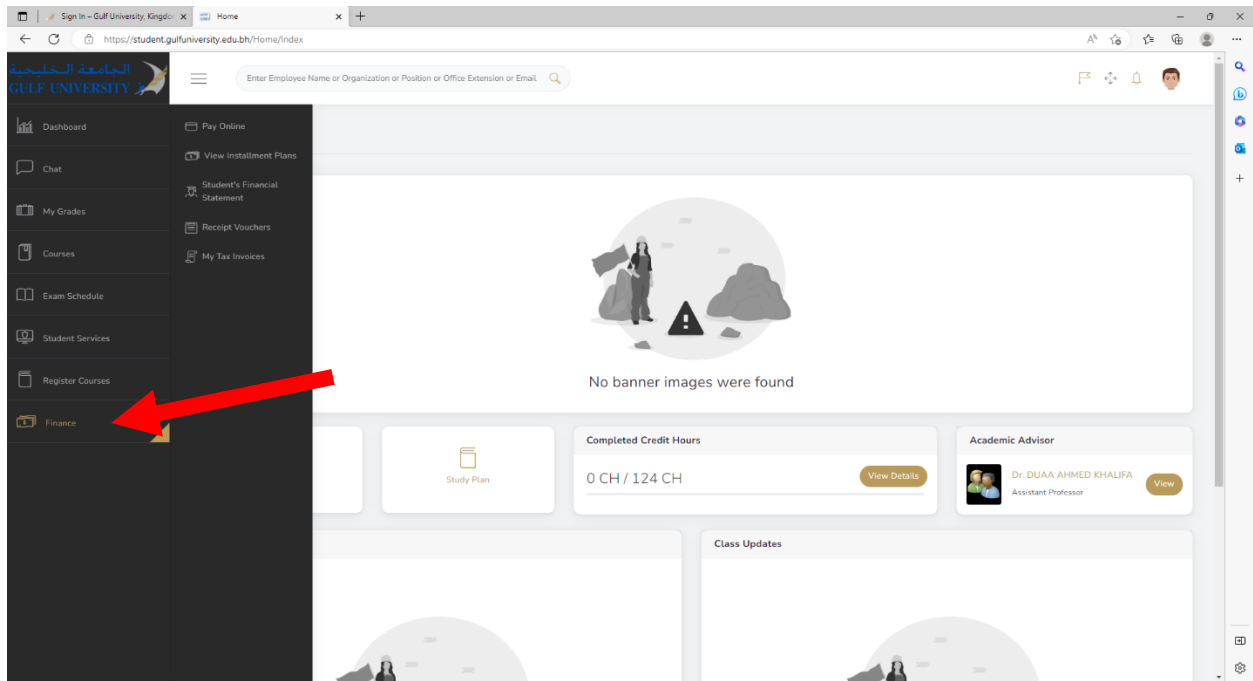 Sign In – Gulf University, Kingdo
Home
https://student.gulfuniversity.edu.bh/Home/Index
الجامعة الخليجية
GULF UNIVERSITY
Enter Employee Name or Organization or Position or Office Extension or Email
Dashboard
Chat
My Grades
Courses
Exam Schedule
Student Services
Register Courses
Finance
Pay Online
View Installment Plans
Student's Financial
Statement
Receipt Vouchers
My Tax Invoices
No banner images were found
Study Plan
Completed Credit Hours
0 CH / 124 CH
View Details
Academic Advisor
Dr. DUAA AHMED KHALIFA
Assistant Professor
View
Class Updates